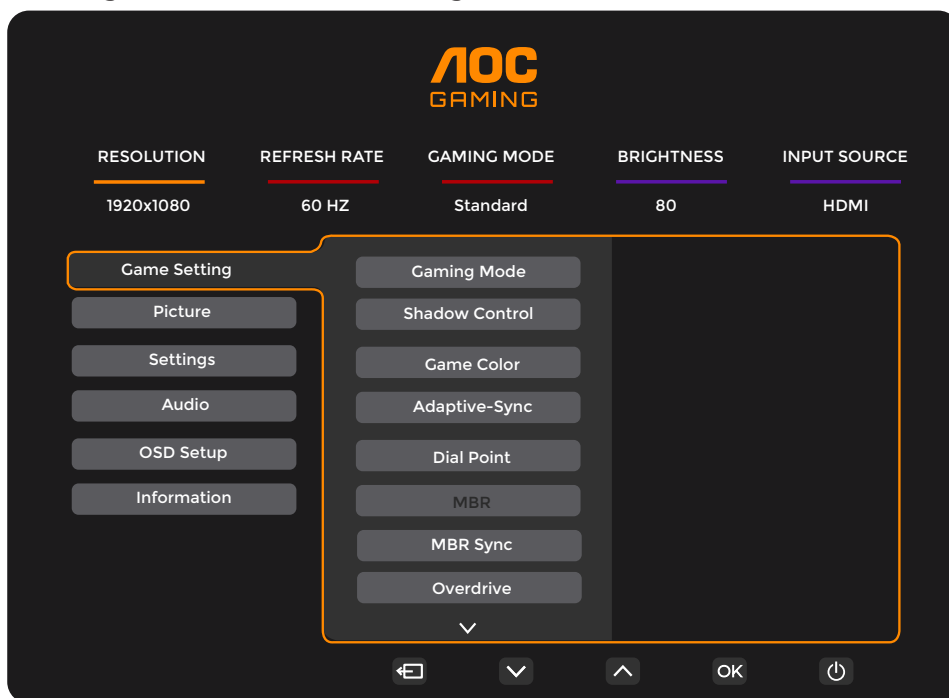 AOC
GAMING
RESOLUTION REFRESH RATE GAMING MODE BRIGHTNESS INPUT SOURCE
1920x1080 60 HZ Standard 80 HDMI
Game Setting
Picture
Settings
Audio
OSD Setup
Information
Gaming Mode
Shadow Control
Game Color
Adaptive-Sync
Dial Point
MBR
MBR Sync
Overdrive
OK